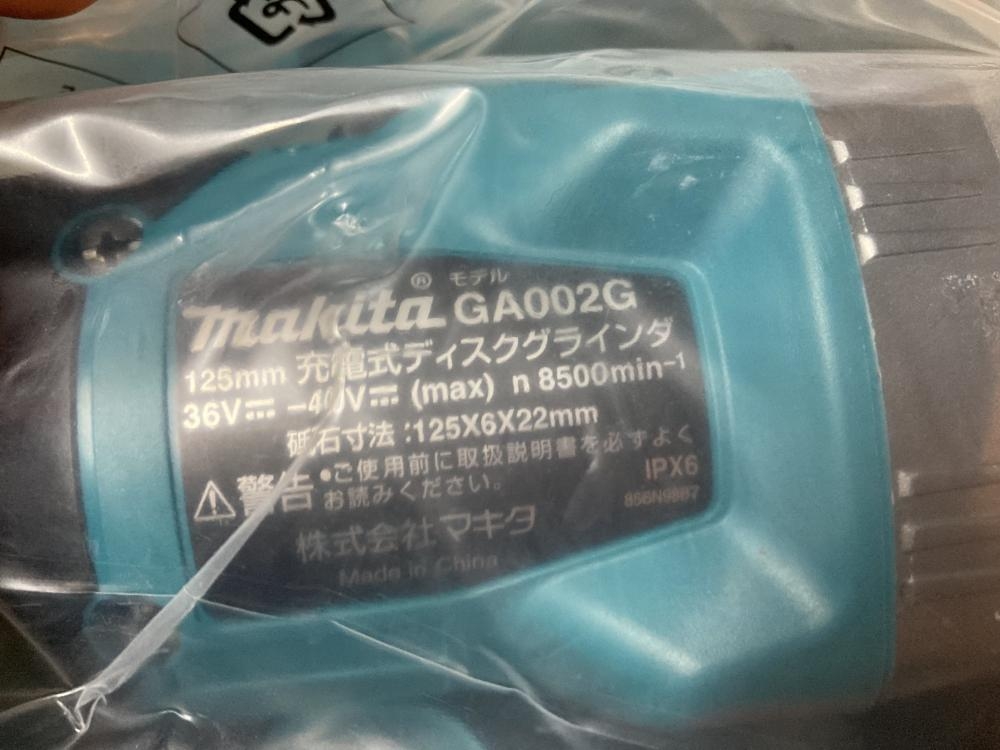 makita® モデル GA002G
125mm 充電式ディスクグラインダ
36V⎓ -40V⎓ (max) n 8500min-1
砥石寸法:125X6X22mm
警告 •ご使用前に取扱説明書を必ずよく
お読みください。
IPX6
株式会社マキタ
Made in China